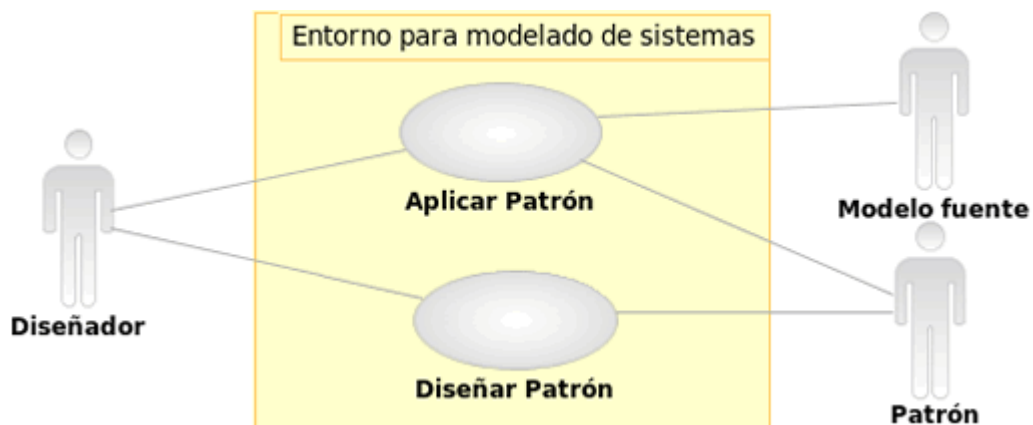 Entorno para modelado de sistemas
Aplicar Patrón
Modelo fuente
Diseñador
Diseñar Patrón
Patrón